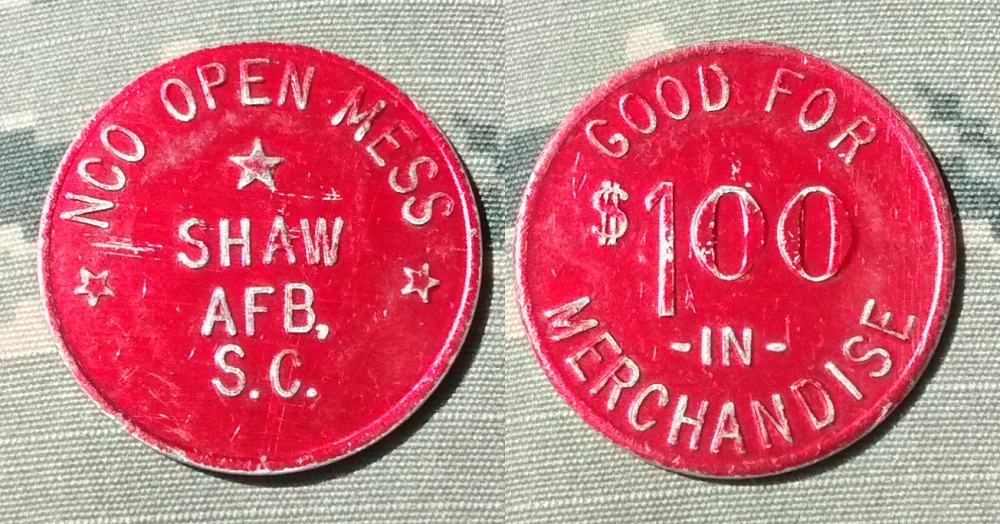 NCO OPEN MESS
SHAW
AFB,
S.C.
GOOD FOR
$100
-IN-
MERCHANDISE